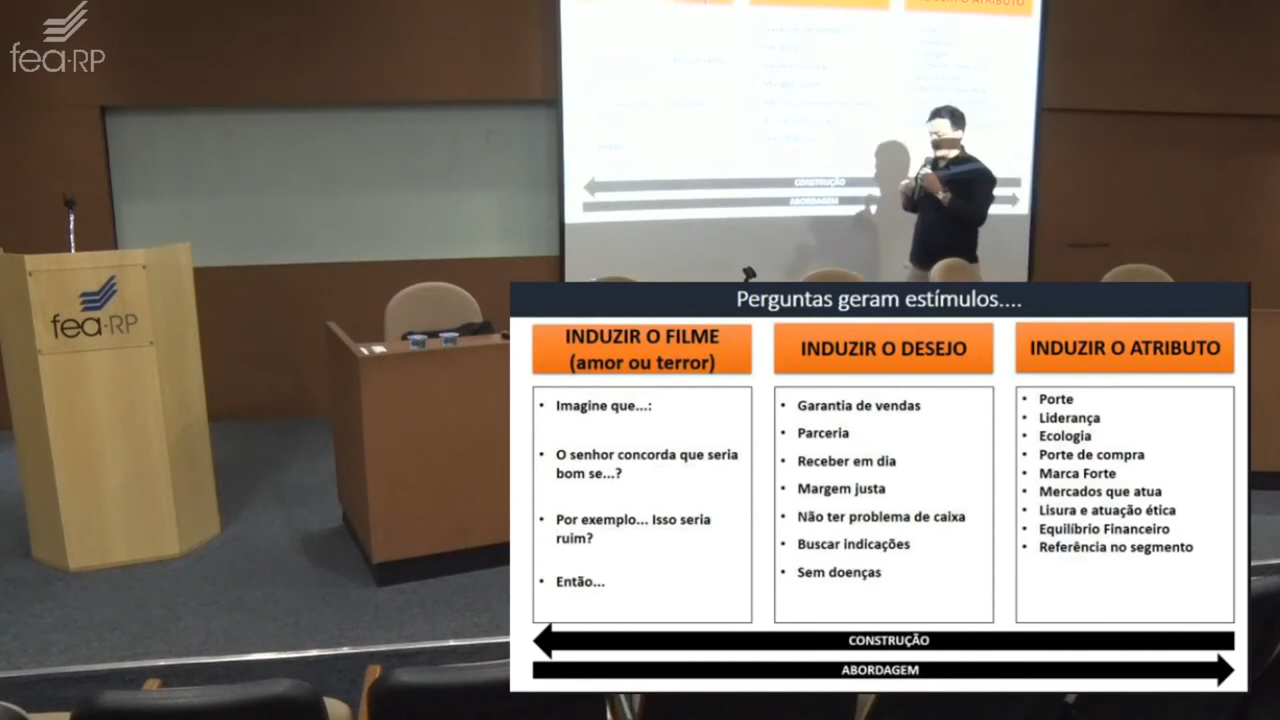 fea·RP
fea·RP
CONSTRUÇÃO
ABORDAGEM
Perguntas geram estímulos....
INDUZIR O FILME
(amor ou terror)
• Imagine que...:
• O senhor concorda que seria
bom se...?
• Por exemplo... Isso seria
ruim?
• Então...
INDUZIR O DESEJO
• Garantia de vendas
• Parceria
• Receber em dia
• Margem justa
• Não ter problema de caixa
• Buscar indicações
• Sem doenças
INDUZIR O ATRIBUTO
• Porte
• Liderança
• Ecologia
• Porte de compra
• Marca Forte
• Mercados que atua
• Lisura e atuação ética
• Equilíbrio Financeiro
• Referência no segmento
CONSTRUÇÃO
ABORDAGEM